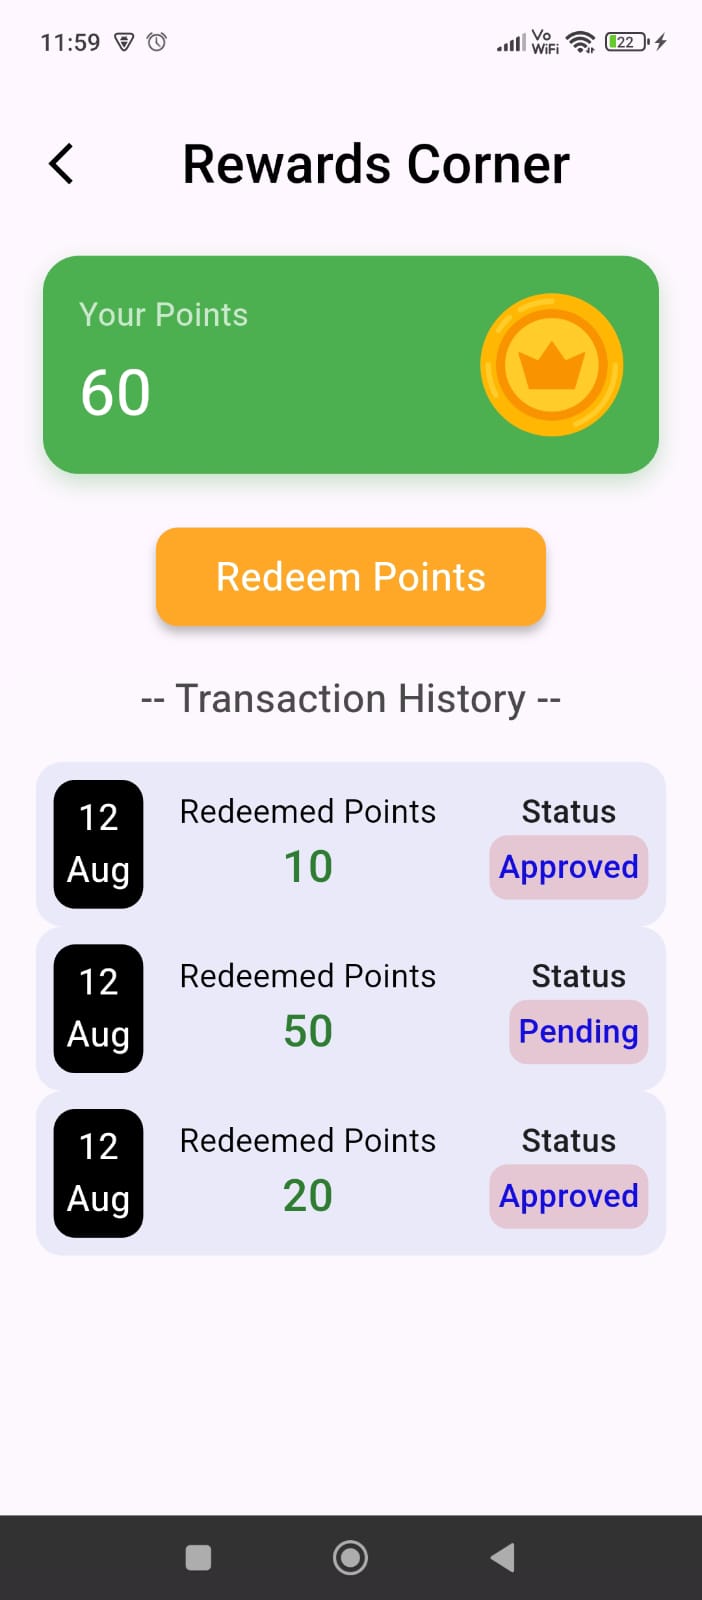 11:59
Vo
WiFi
22
Rewards Corner
Your Points
60
Redeem Points
-- Transaction History --
12
Aug
Redeemed Points
10
Status
Approved
12
Aug
Redeemed Points
50
Status
Pending
12
Aug
Redeemed Points
20
Status
Approved